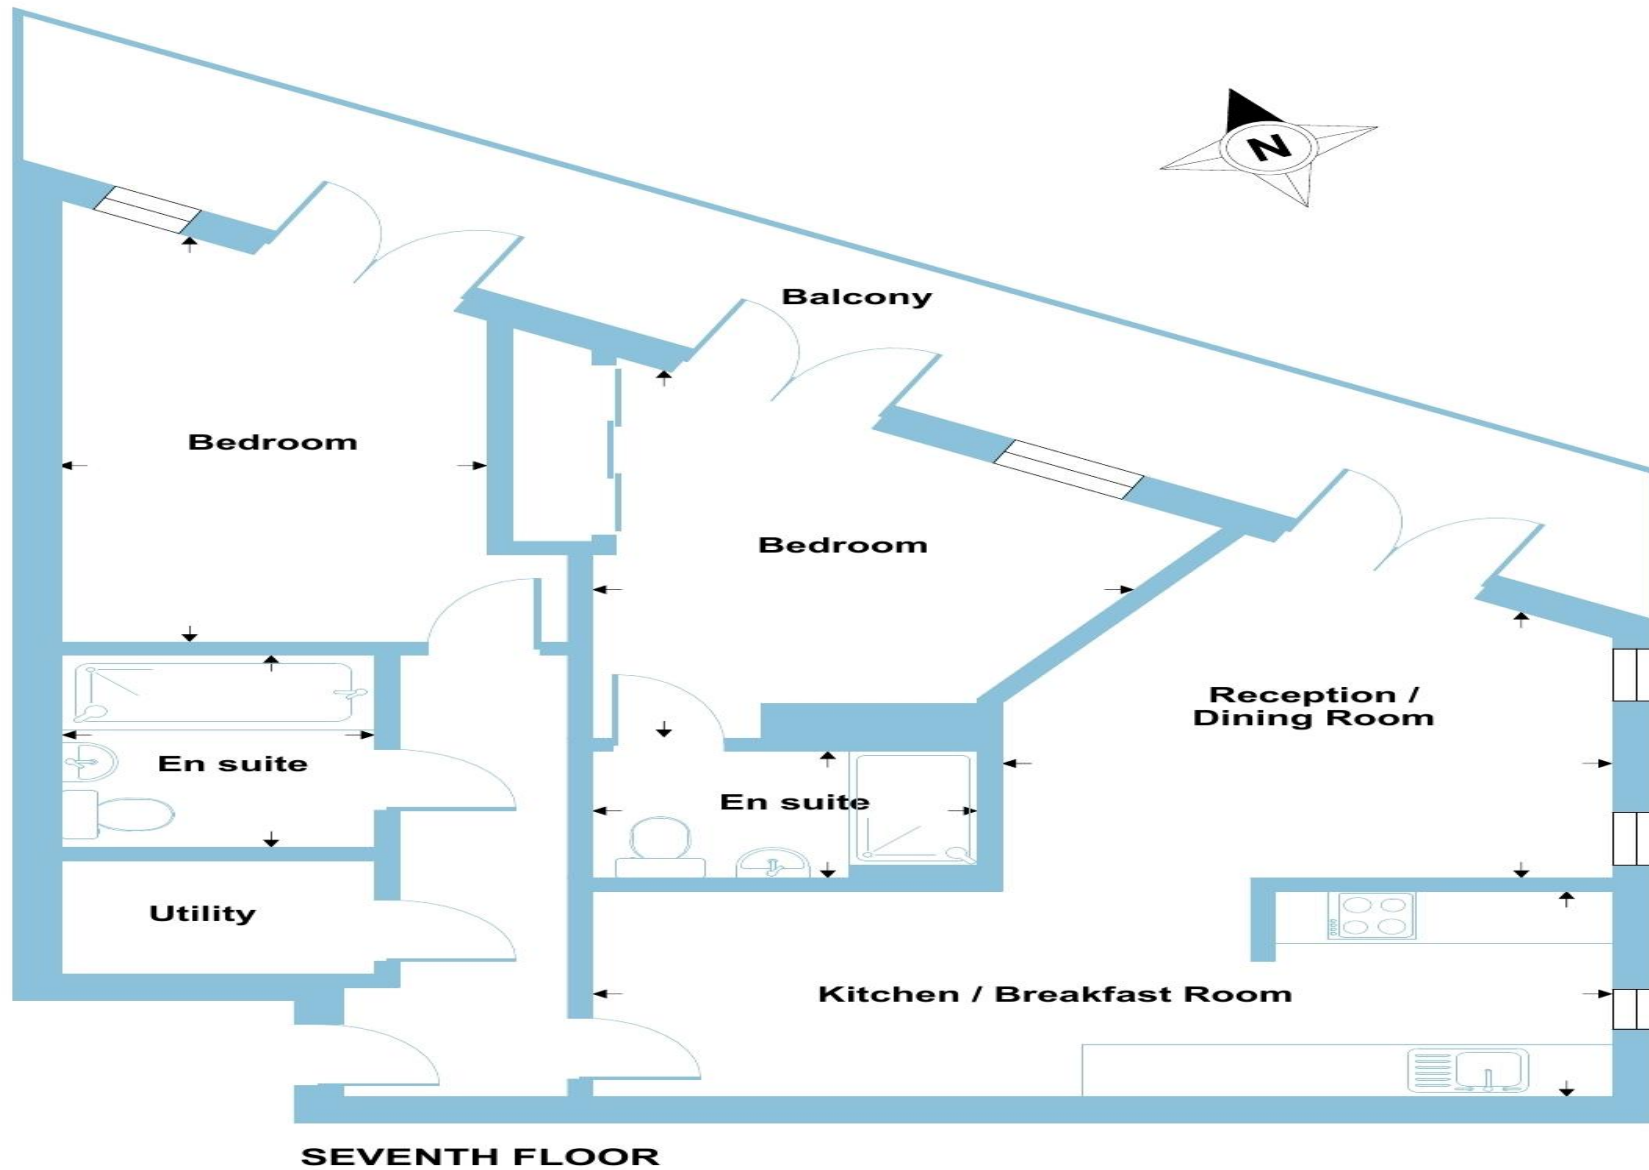 N
Balcony
Bedroom
Bedroom
Reception /
Dining Room
En suite
En suite
Utility
Kitchen / Breakfast Room
SEVENTH FLOOR